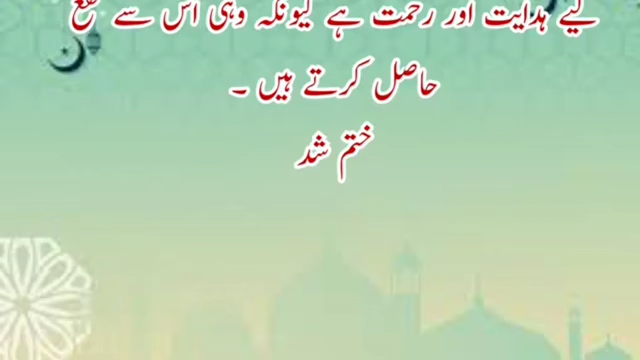 لیے ہدایت اور رحمت ہے کیونکہ وہی اس سے نفع
حاصل کرتے ہیں ۔
ختم شد